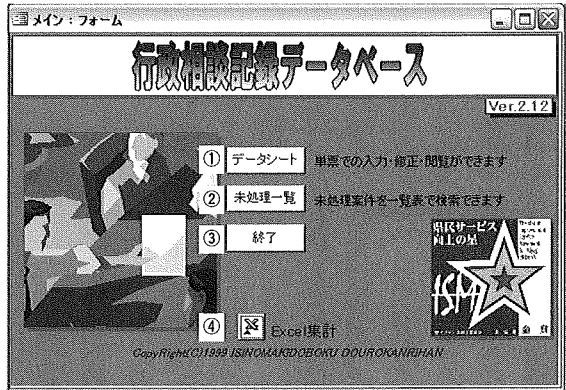 メイン : フォーム
行政相談記録データベース
Ver.2.12
① データシート 単票での入力・修正・閲覧ができます
② 未処理一覧 未処理案件を一覧表で検索できます
③ 終了
県民サービス
向上の星
④ Excel集計
CopyRight(C)1999 ISINOMAKIDOBOKU DOUROKANRIHAN